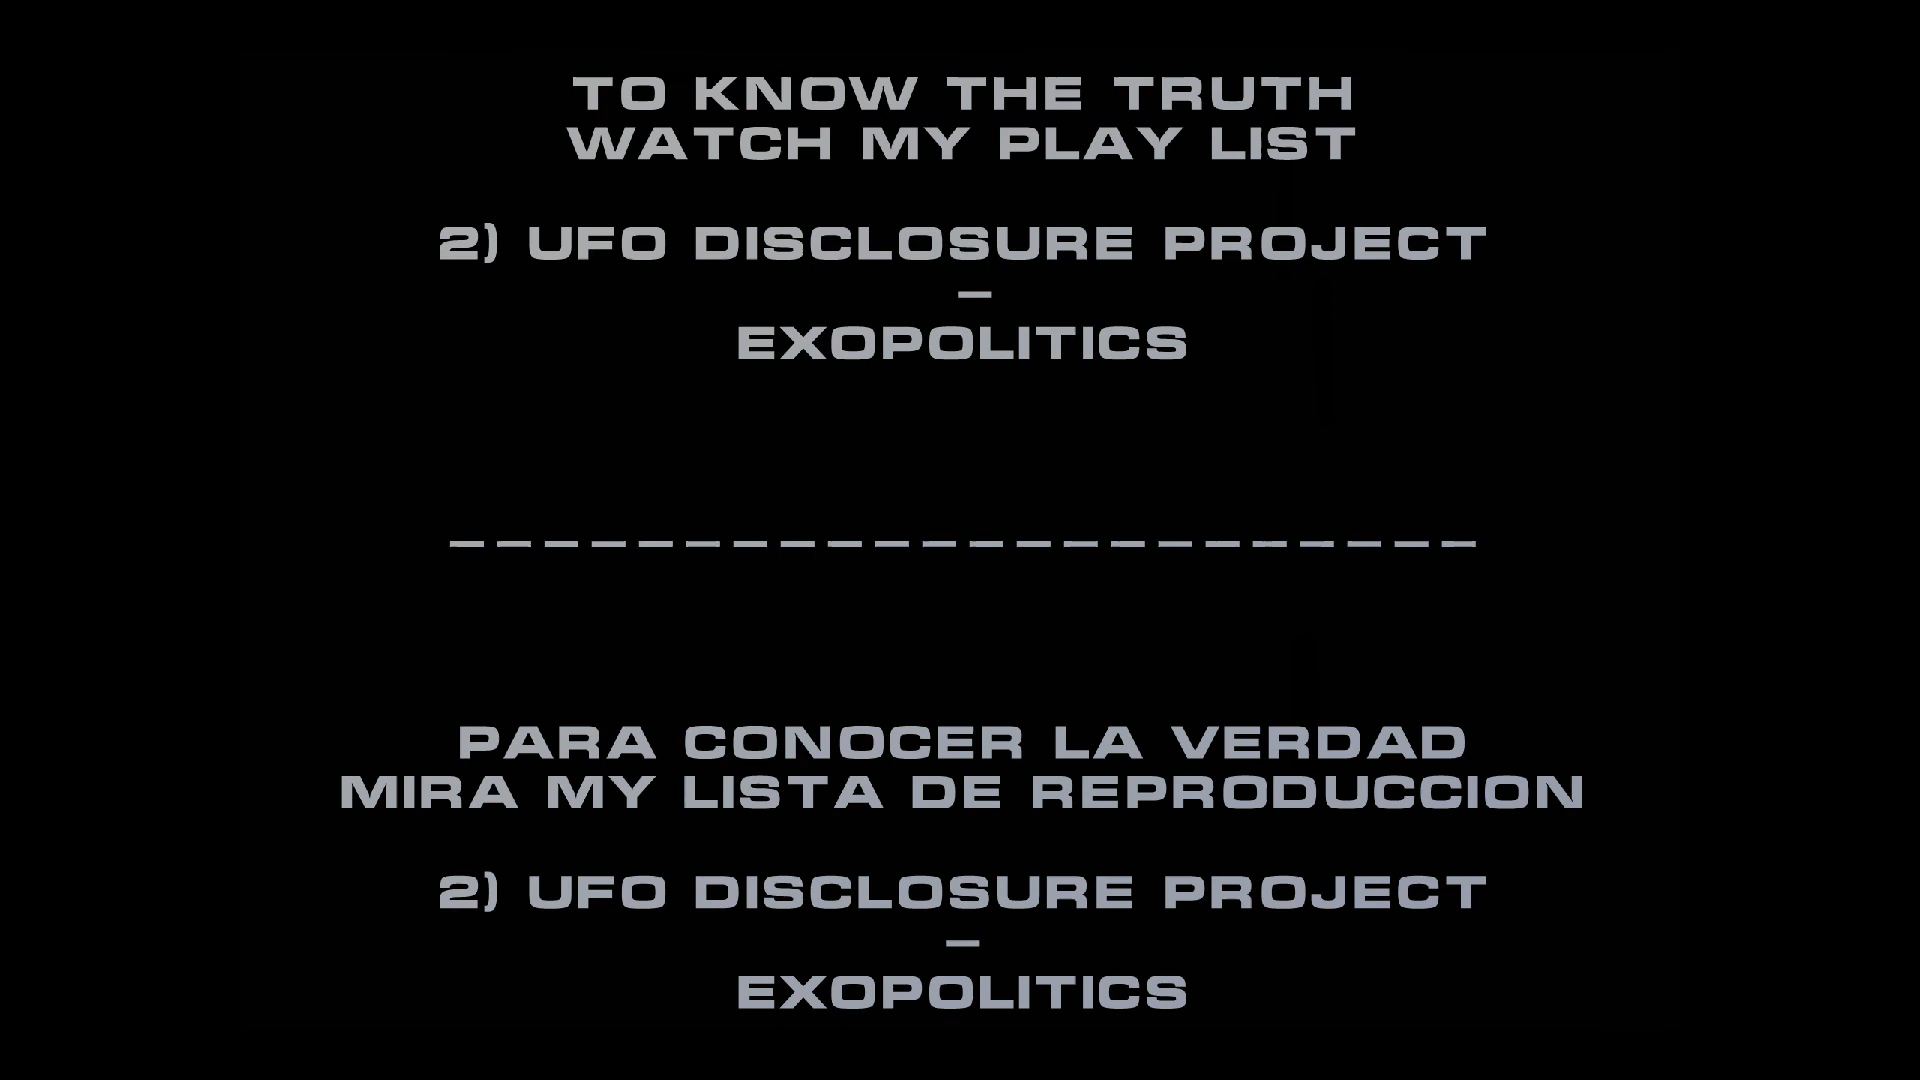 TO KNOW THE TRUTH
WATCH MY PLAY LIST
2) UFO DISCLOSURE PROJECT
-
EXOPOLITICS
----------------------
PARA CONOCER LA VERDAD
MIRA MY LISTA DE REPRODUCCION
2) UFO DISCLOSURE PROJECT
-
EXOPOLITICS